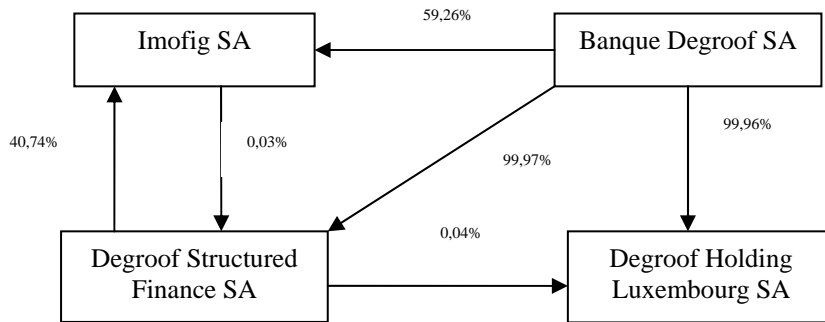 59,26%
Imofig SA
Banque Degroof SA
40,74%
0,03%
99,97%
99,96%
0,04%
Degroof Structured
Finance SA
Degroof Holding
Luxembourg SA